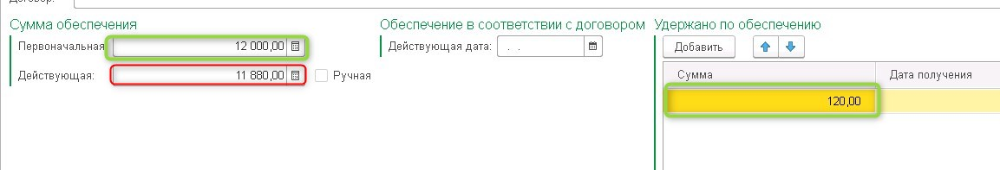 Договор:
Сумма обеспечения
Первоначальная
12 000,00
Действующая:
11 880,00
Ручная
Обеспечение в соответствии с договором
Действующая дата:
. .
Удержано по обеспечению
Добавить
Сумма
Дата получения
120,00